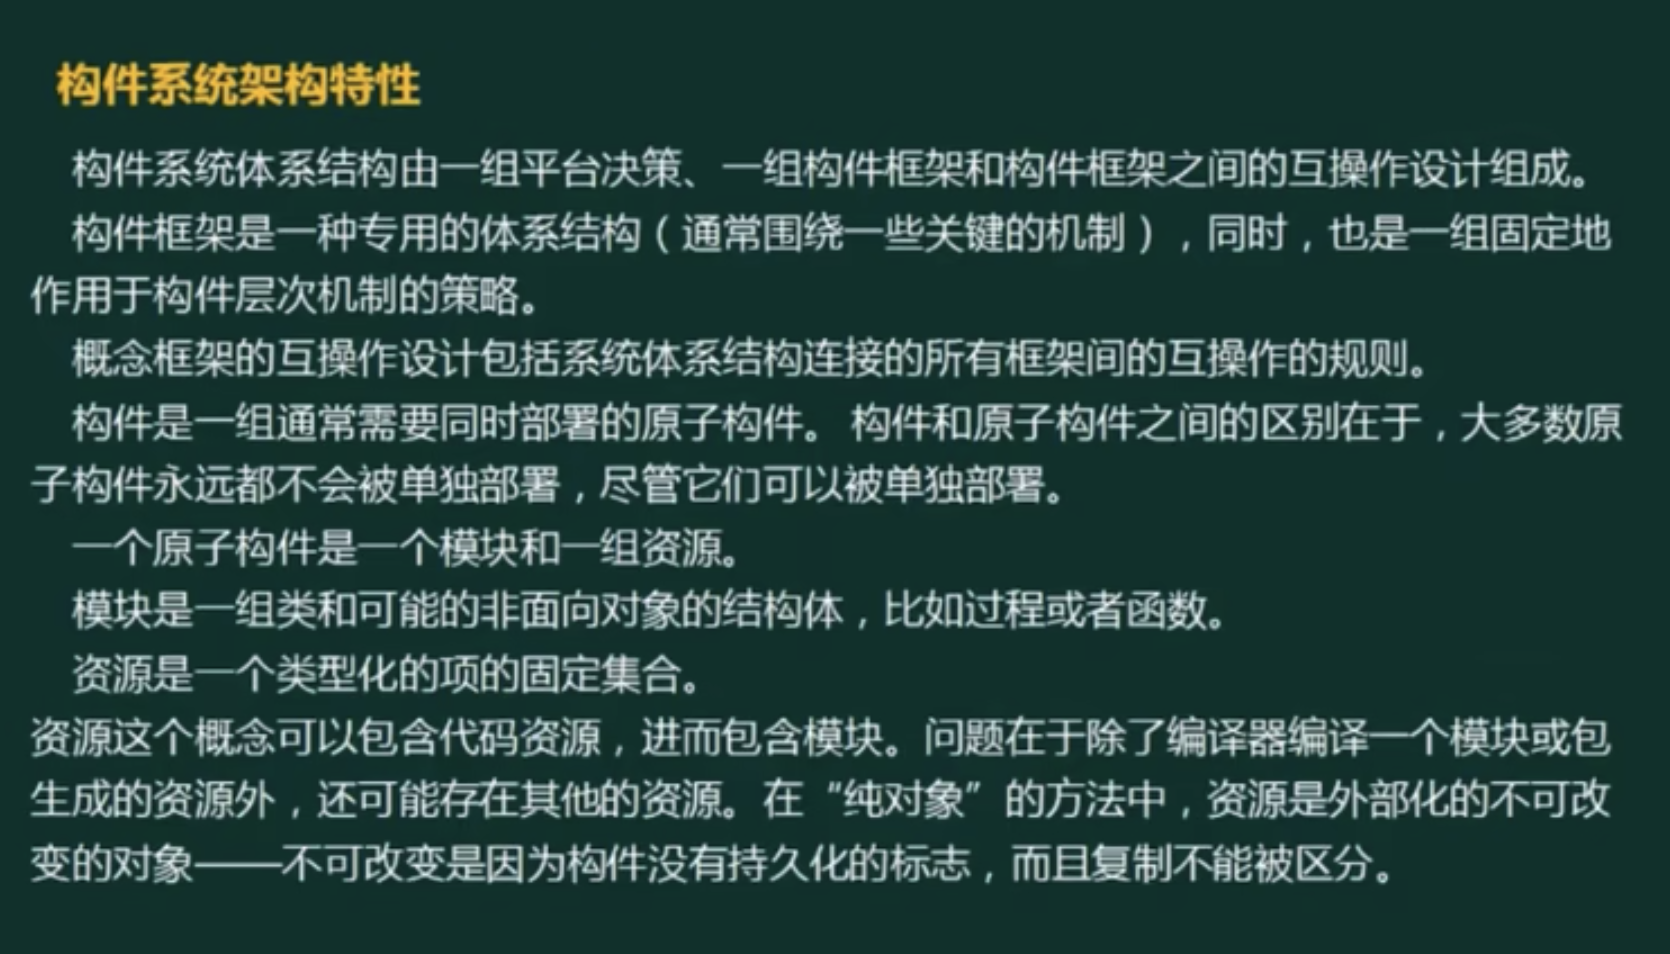 构件系统架构特性
构件系统体系结构由一组平台决策、一组构件框架和构件框架之间的互操作设计组成。
构件框架是一种专用的体系结构（通常围绕一些关键的机制），同时，也是一组固定地
作用于构件层次机制的策略。
概念框架的互操作设计包括系统体系结构连接的所有框架间的互操作的规则。
构件是一组通常需要同时部署的原子构件。 构件和原子构件之间的区别在于，大多数原
子构件永远都不会被单独部署，尽管它们可以被单独部署。
一个原子构件是一个模块和一组资源。
模块是一组类和可能的非面向对象的结构体，比如过程或者函数。
资源是一个类型化的项的固定集合。
资源这个概念可以包含代码资源，进而包含模块。问题在于除了编译器编译一个模块或包
生成的资源外，还可能存在其他的资源。在“纯对象”的方法中，资源是外部化的不可改
变的对象——不可改变是因为构件没有持久化的标志，而且复制不能被区分。